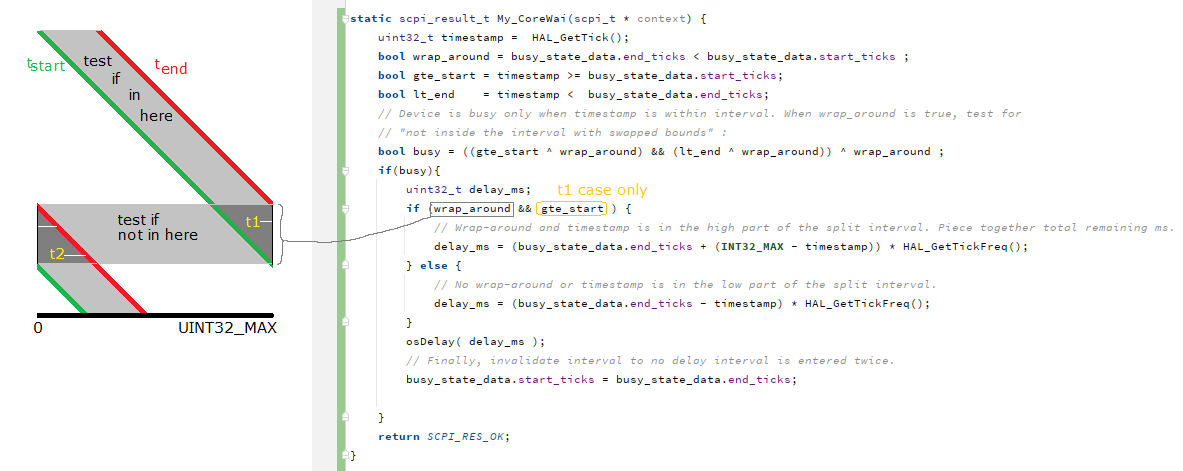 tstart
test
if
in
here
tend
test if
not in here
t1
t2
0
UINT32_MAX
static scpi_result_t My_CoreWai(scpi_t * context) {
uint32_t timestamp =  HAL_GetTick();
bool wrap_around = busy_state_data.end_ticks < busy_state_data.start_ticks ;
bool gte_start = timestamp >= busy_state_data.start_ticks;
bool lt_end    = timestamp <  busy_state_data.end_ticks;
// Device is busy only when timestamp is within interval. When wrap_around is true, test for
// "not inside the interval with swapped bounds" :
bool busy = ((gte_start ^ wrap_around) && (lt_end ^ wrap_around)) ^ wrap_around ;
if(busy){
uint32_t delay_ms;
t1 case only
if (wrap_around && gte_start ) {
// Wrap-around and timestamp is in the high part of the split interval. Piece together total remaining ms.
delay_ms = (busy_state_data.end_ticks + (INT32_MAX - timestamp)) * HAL_GetTickFreq();
} else {
// No wrap-around or timestamp is in the low part of the split interval.
delay_ms = (busy_state_data.end_ticks - timestamp) * HAL_GetTickFreq();
}
osDelay( delay_ms );
// Finally, invalidate interval to no delay interval is entered twice.
busy_state_data.start_ticks = busy_state_data.end_ticks;
}
return SCPI_RES_OK;
}